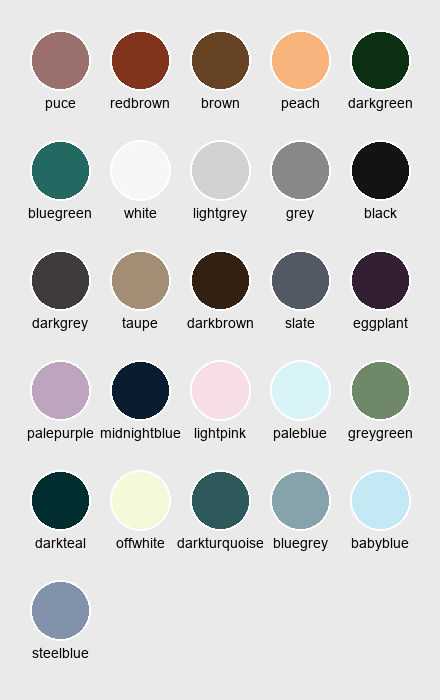 puce redbrown brown peach darkgreen
bluegreen white lightgrey grey black
darkgrey taupe darkbrown slate eggplant
palepurple midnightblue lightpink paleblue greygreen
darkteal offwhite darkturquoise bluegrey babyblue
steelblue